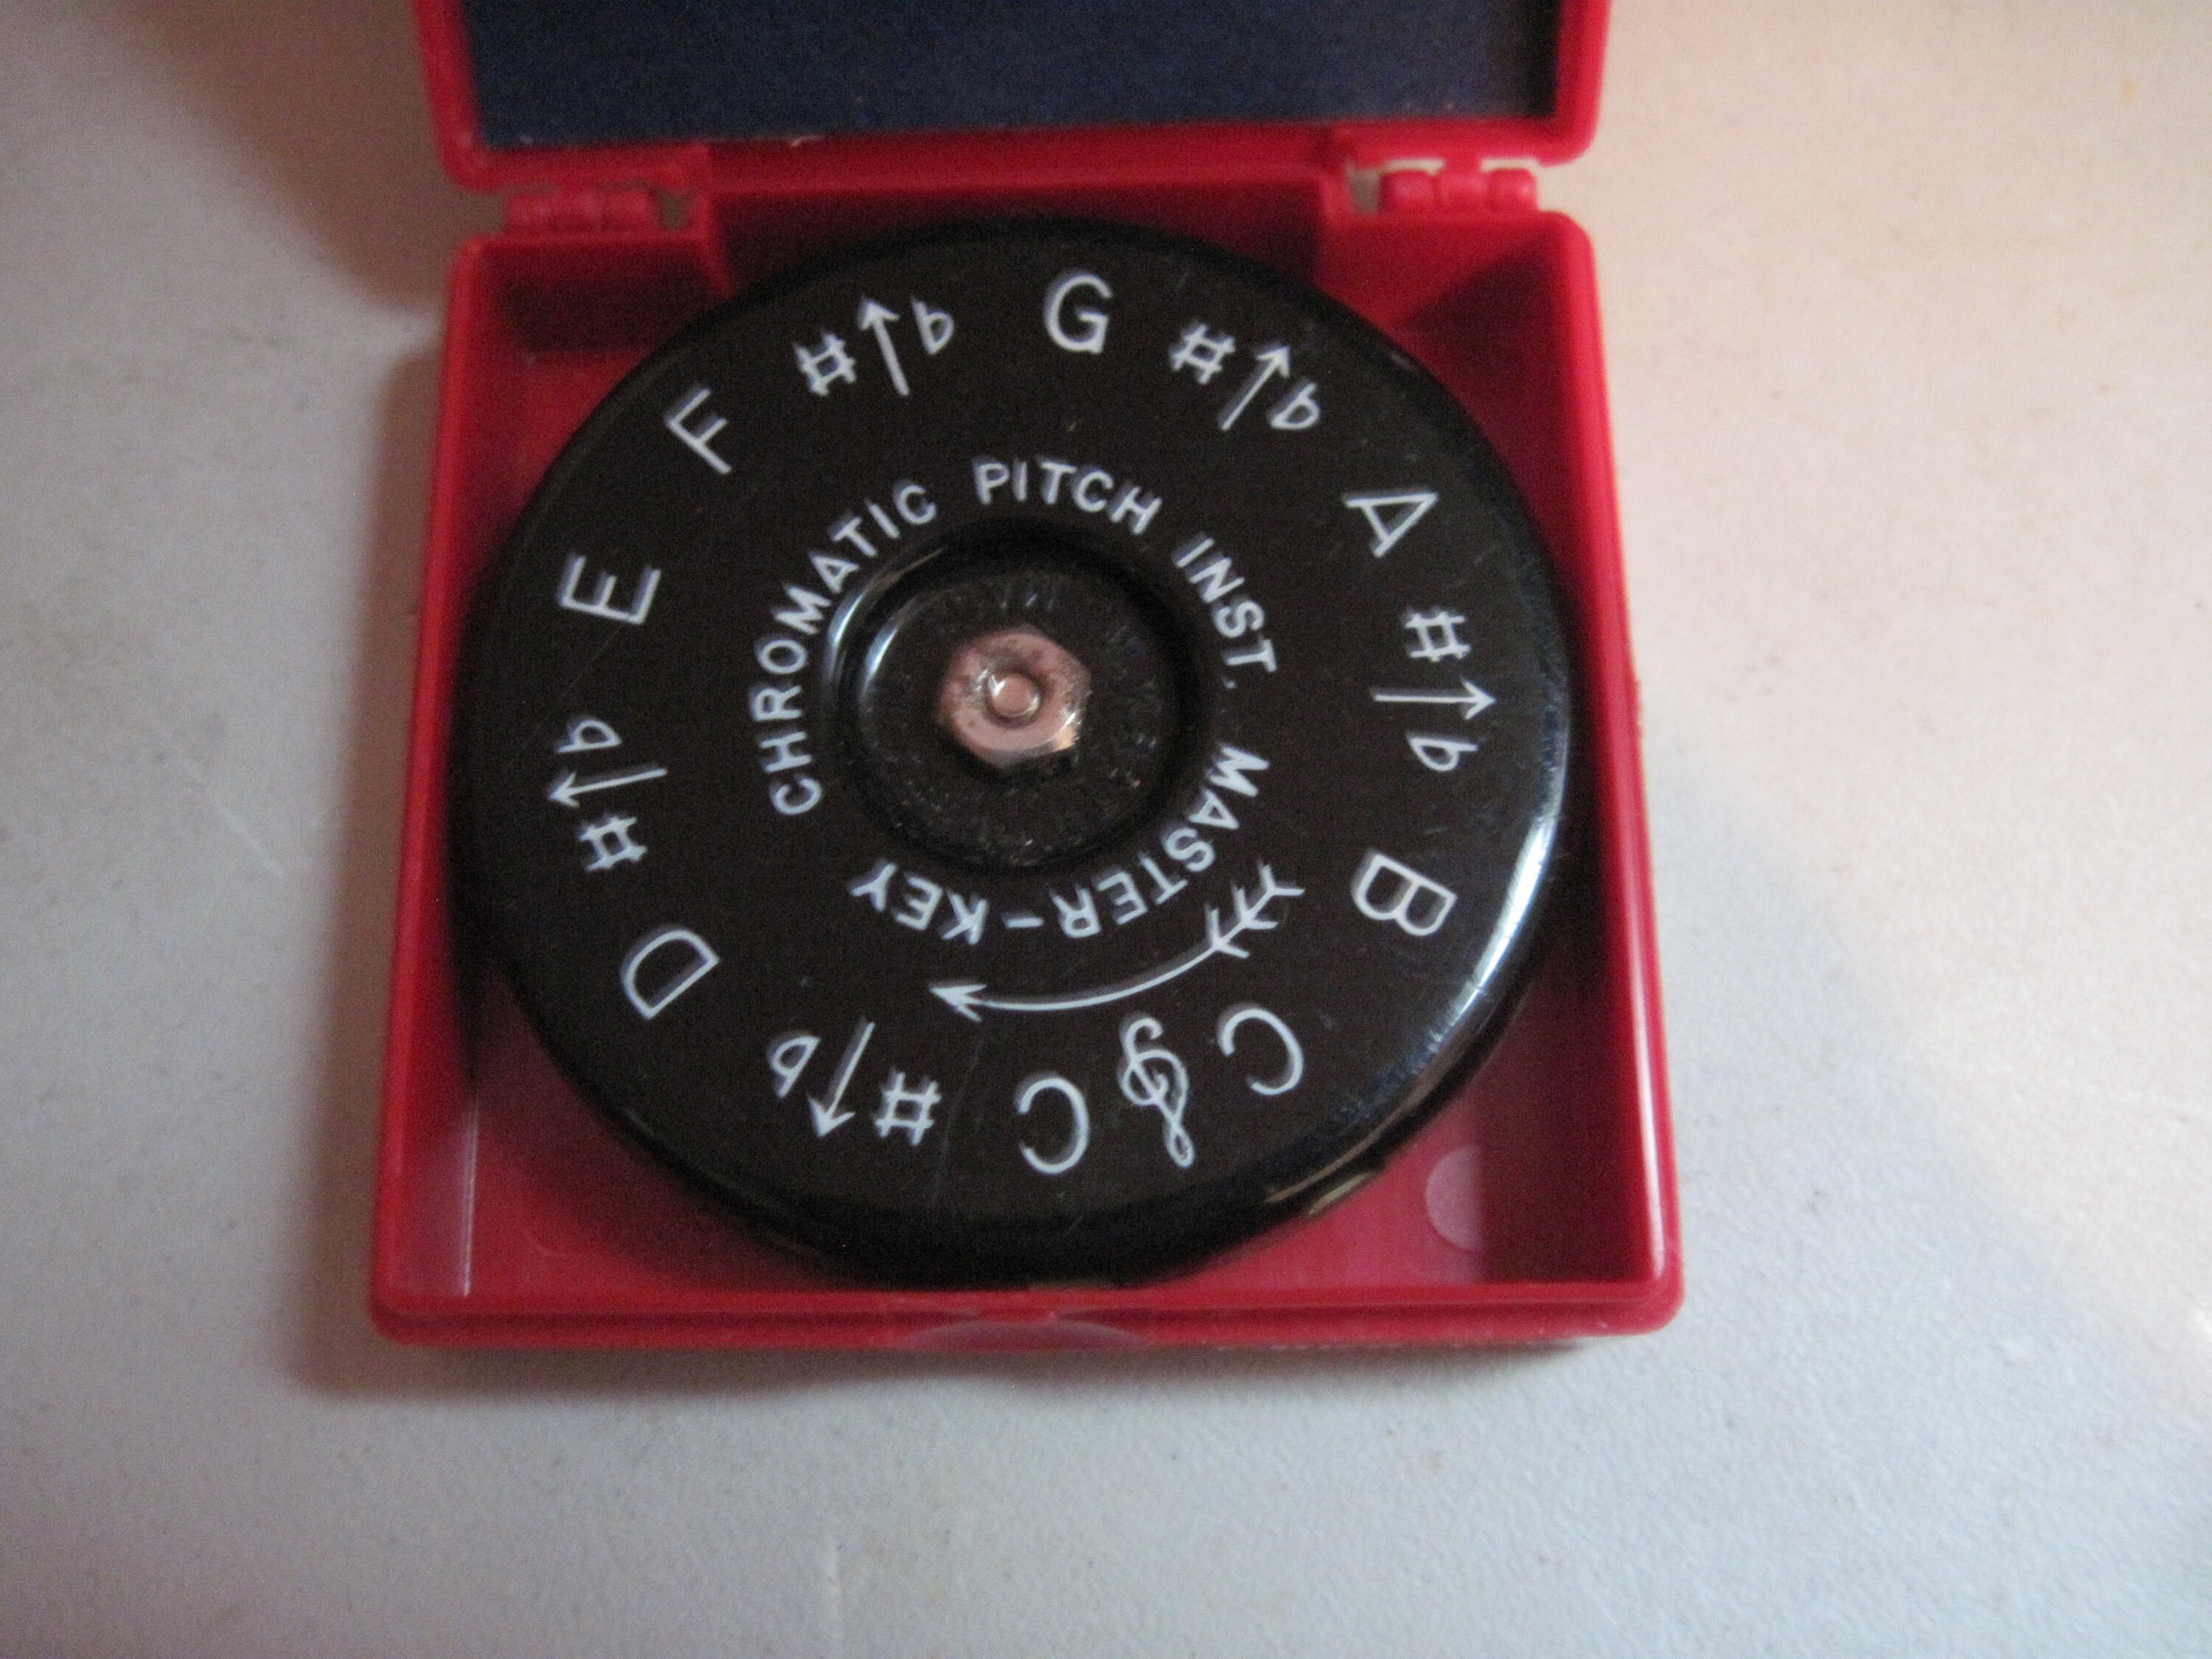 C #↑♭ D #↑♭ E F #↑♭ G #↑♭ A #↑♭ B C 𝄞
CHROMATIC PITCH INST. MASTER-KEY